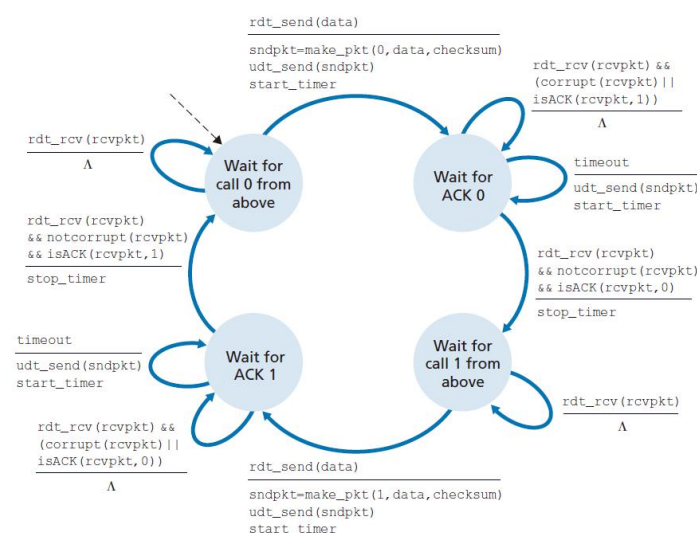 rdt_send(data)
sndpkt=make_pkt(0,data,checksum)
udt_send(sndpkt)
start_timer
rdt_rcv(rcvpkt) &&
(corrupt(rcvpkt)||
isACK(rcvpkt,1))
Λ
rdt_rcv(rcvpkt)
Λ
Wait for
call 0 from
above
Wait for
ACK 0
timeout
udt_send(sndpkt)
start_timer
rdt_rcv(rcvpkt)
&& notcorrupt(rcvpkt)
&& isACK(rcvpkt,1)
stop_timer
rdt_rcv(rcvpkt)
&& notcorrupt(rcvpkt)
&& isACK(rcvpkt,0)
stop_timer
timeout
udt_send(sndpkt)
start_timer
Wait for
ACK 1
Wait for
call 1 from
above
rdt_rcv(rcvpkt)
Λ
rdt_rcv(rcvpkt) &&
(corrupt(rcvpkt)||
isACK(rcvpkt,0))
Λ
rdt_send(data)
sndpkt=make_pkt(1,data,checksum)
udt_send(sndpkt)
start_timer